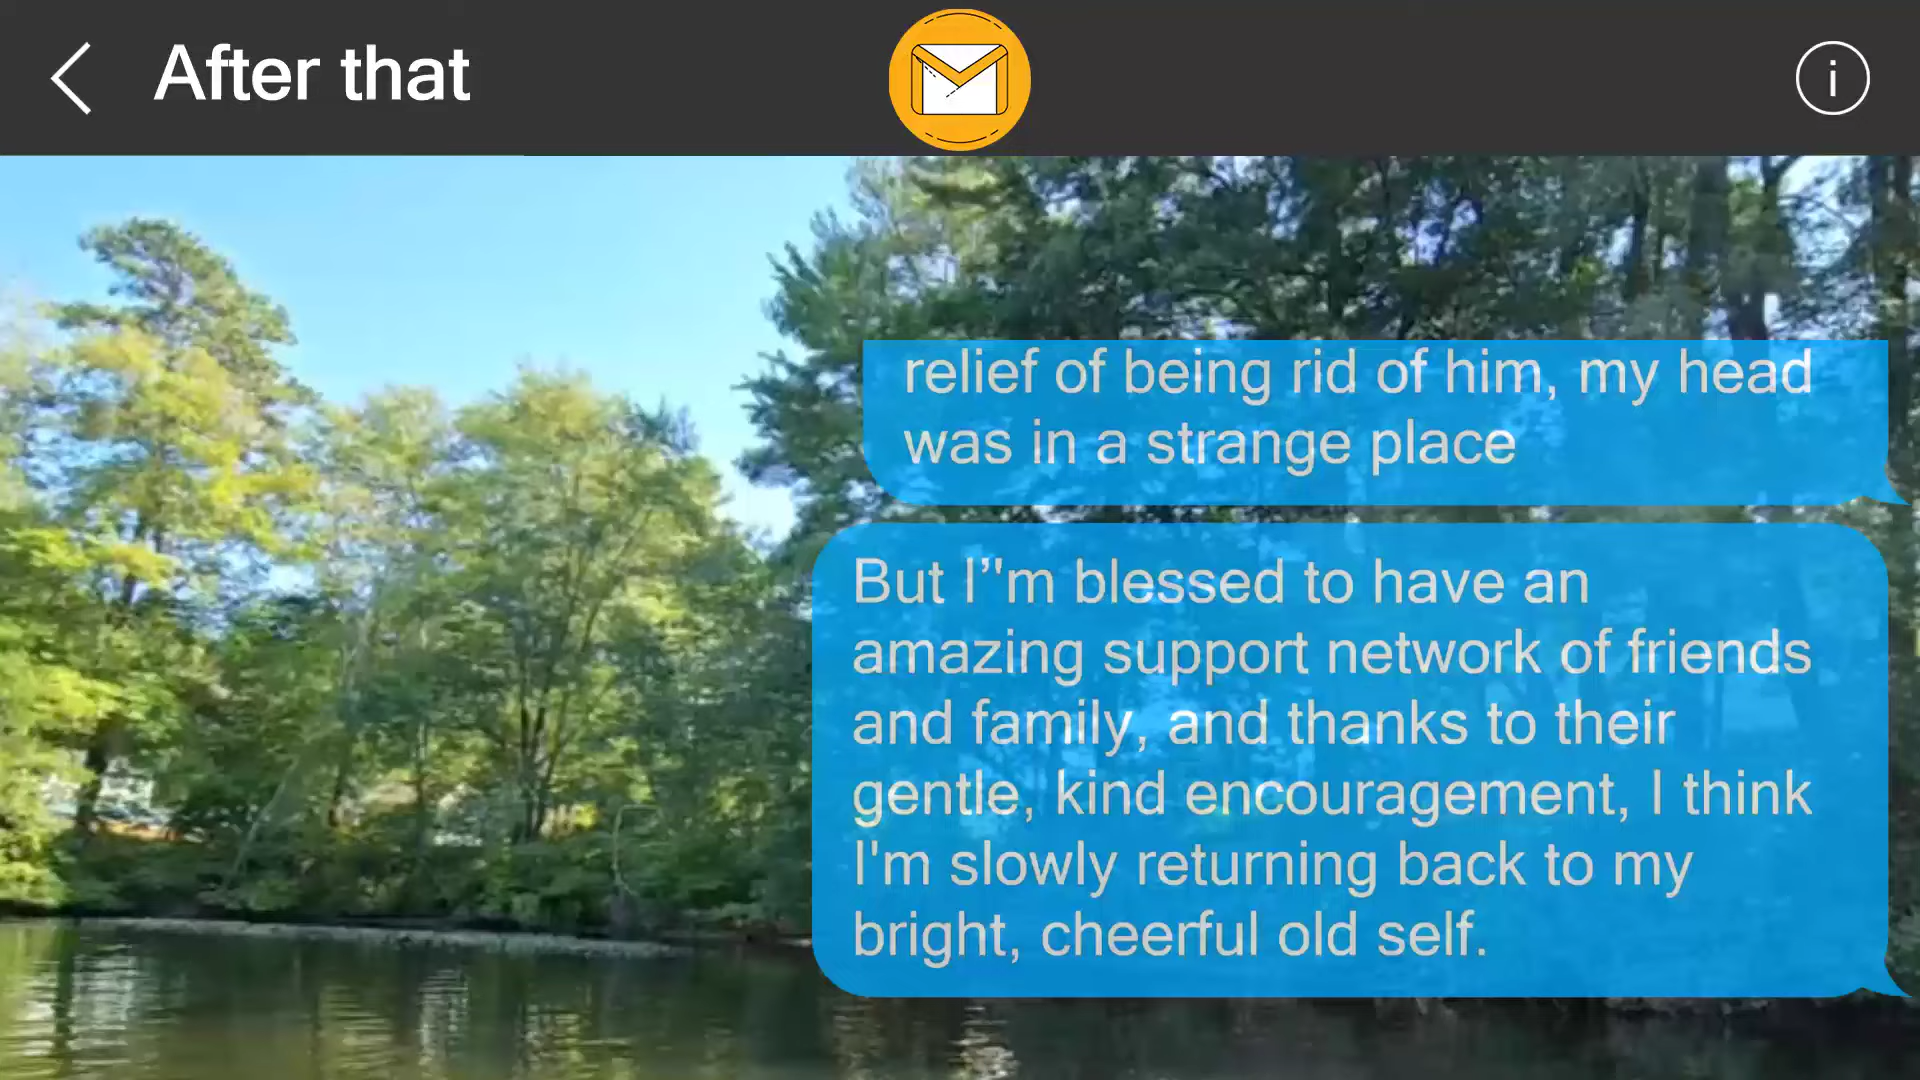 After that
relief of being rid of him, my head
was in a strange place
But I”"m blessed to have an
amazing support network of friends
and family, and thanks to their
gentle, kind encouragement, I think
I'm slowly returning back to my
bright, cheerful old self.